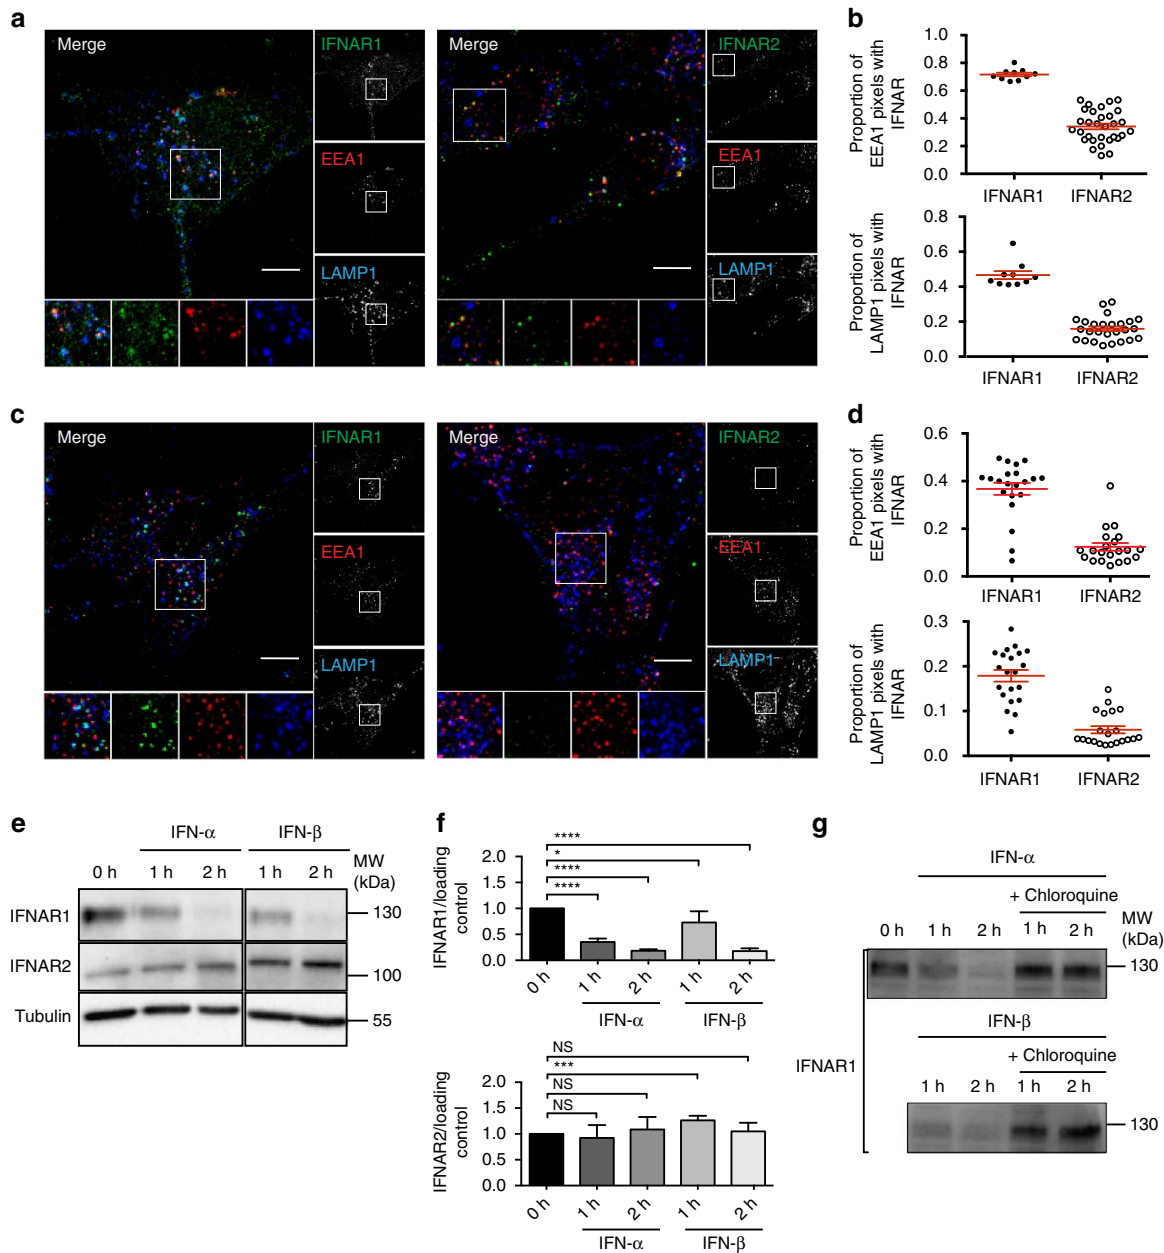 a
Merge
IFNAR1
EEA1
LAMP1
IFNAR2
EEA1
LAMP1
b
Proportion of
EEA1 pixels with
IFNAR
1.0
0.8
0.6
0.4
0.2
0.0
IFNAR1
IFNAR2
Proportion of
LAMP1 pixels with
IFNAR
0.8
0.6
0.4
0.2
0.0
IFNAR1
IFNAR2
c
Merge
IFNAR1
EEA1
LAMP1
Merge
IFNAR2
EEA1
LAMP1
d
Proportion of
EEA1 pixels with
IFNAR
0.6
0.4
0.2
0.0
IFNAR1
IFNAR2
Proportion of
LAMP1 pixels with
IFNAR
0.3
0.2
0.1
0.0
IFNAR1
IFNAR2
e
IFN-α
IFN-β
0 h
1 h
2 h
1 h
2 h
MW
(kDa)
IFNAR1
130
IFNAR2
100
Tubulin
55
f
****
*
****
****
IFNAR1/loading
control
2.0
1.5
1.0
0.5
0.0
0 h
1 h
2 h
1 h
2 h
IFN-α
IFN-β
NS
***
NS
NS
IFNAR2/loading
control
2.0
1.5
1.0
0.5
0.0
0 h
1 h
2 h
1 h
2 h
IFN-α
IFN-β
g
IFN-α
+ Chloroquine
0 h
1 h
2 h
1 h
2 h
MW
(kDa)
130
IFN-β
+ Chloroquine
1 h
2 h
1 h
2 h
IFNAR1
130